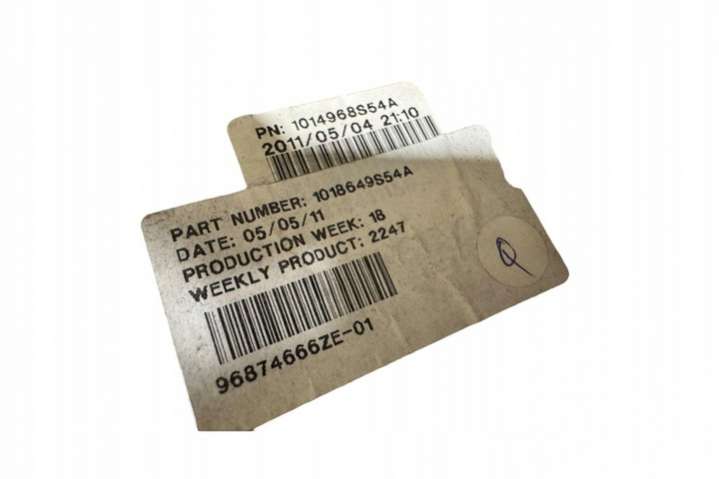 PN: 1014968S54A
2011/05/04 21:10
PART NUMBER: 1018649S54A
DATE: 05/05/11
PRODUCTION WEEK: 18
WEEKLY PRODUCT: 2247
96874666ZE-01